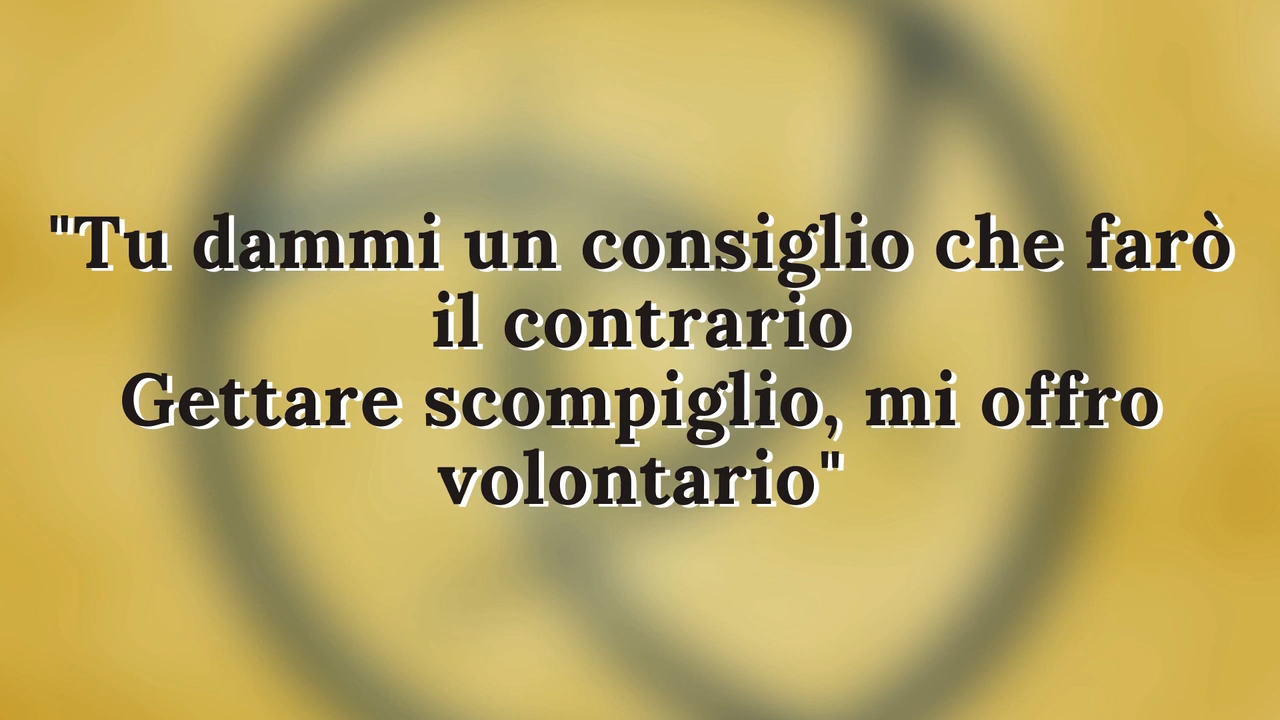 "Tu dammi un consiglio che farò
il contrario
Gettare scompiglio, mi offro
volontario"